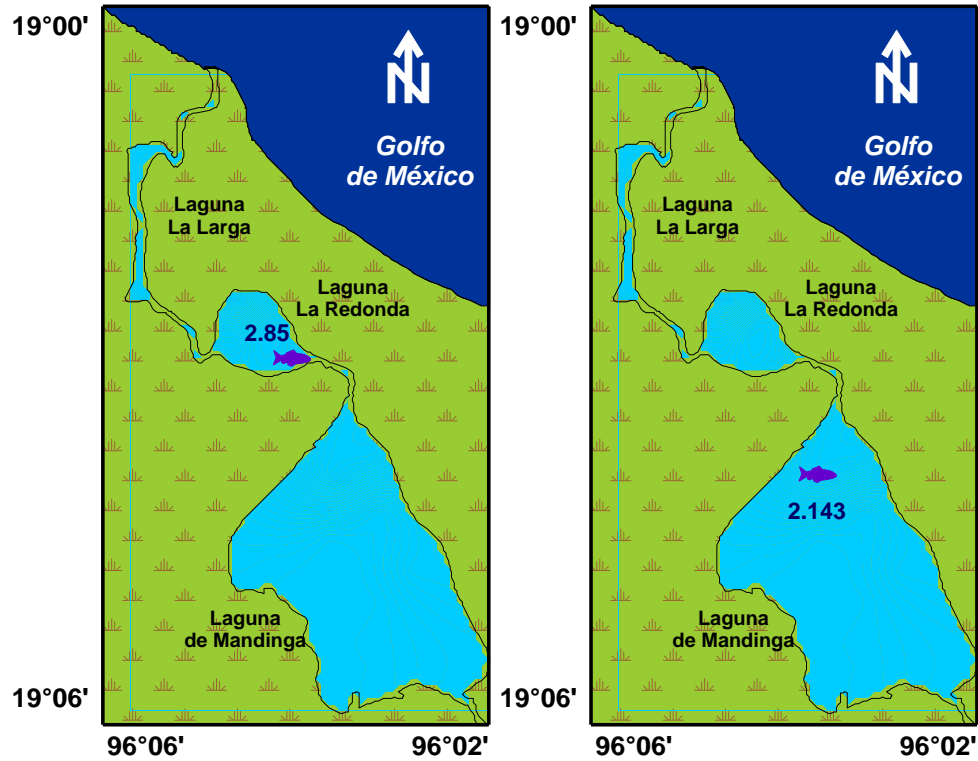 19°00'
N
Golfo
de México
Laguna
La Larga
Laguna
La Redonda
2.85
Laguna
de Mandinga
19°06'
96°06'
96°02'
19°00'
N
Golfo
de México
Laguna
La Larga
Laguna
La Redonda
2.143
Laguna
de Mandinga
19°06'
96°06'
96°02'